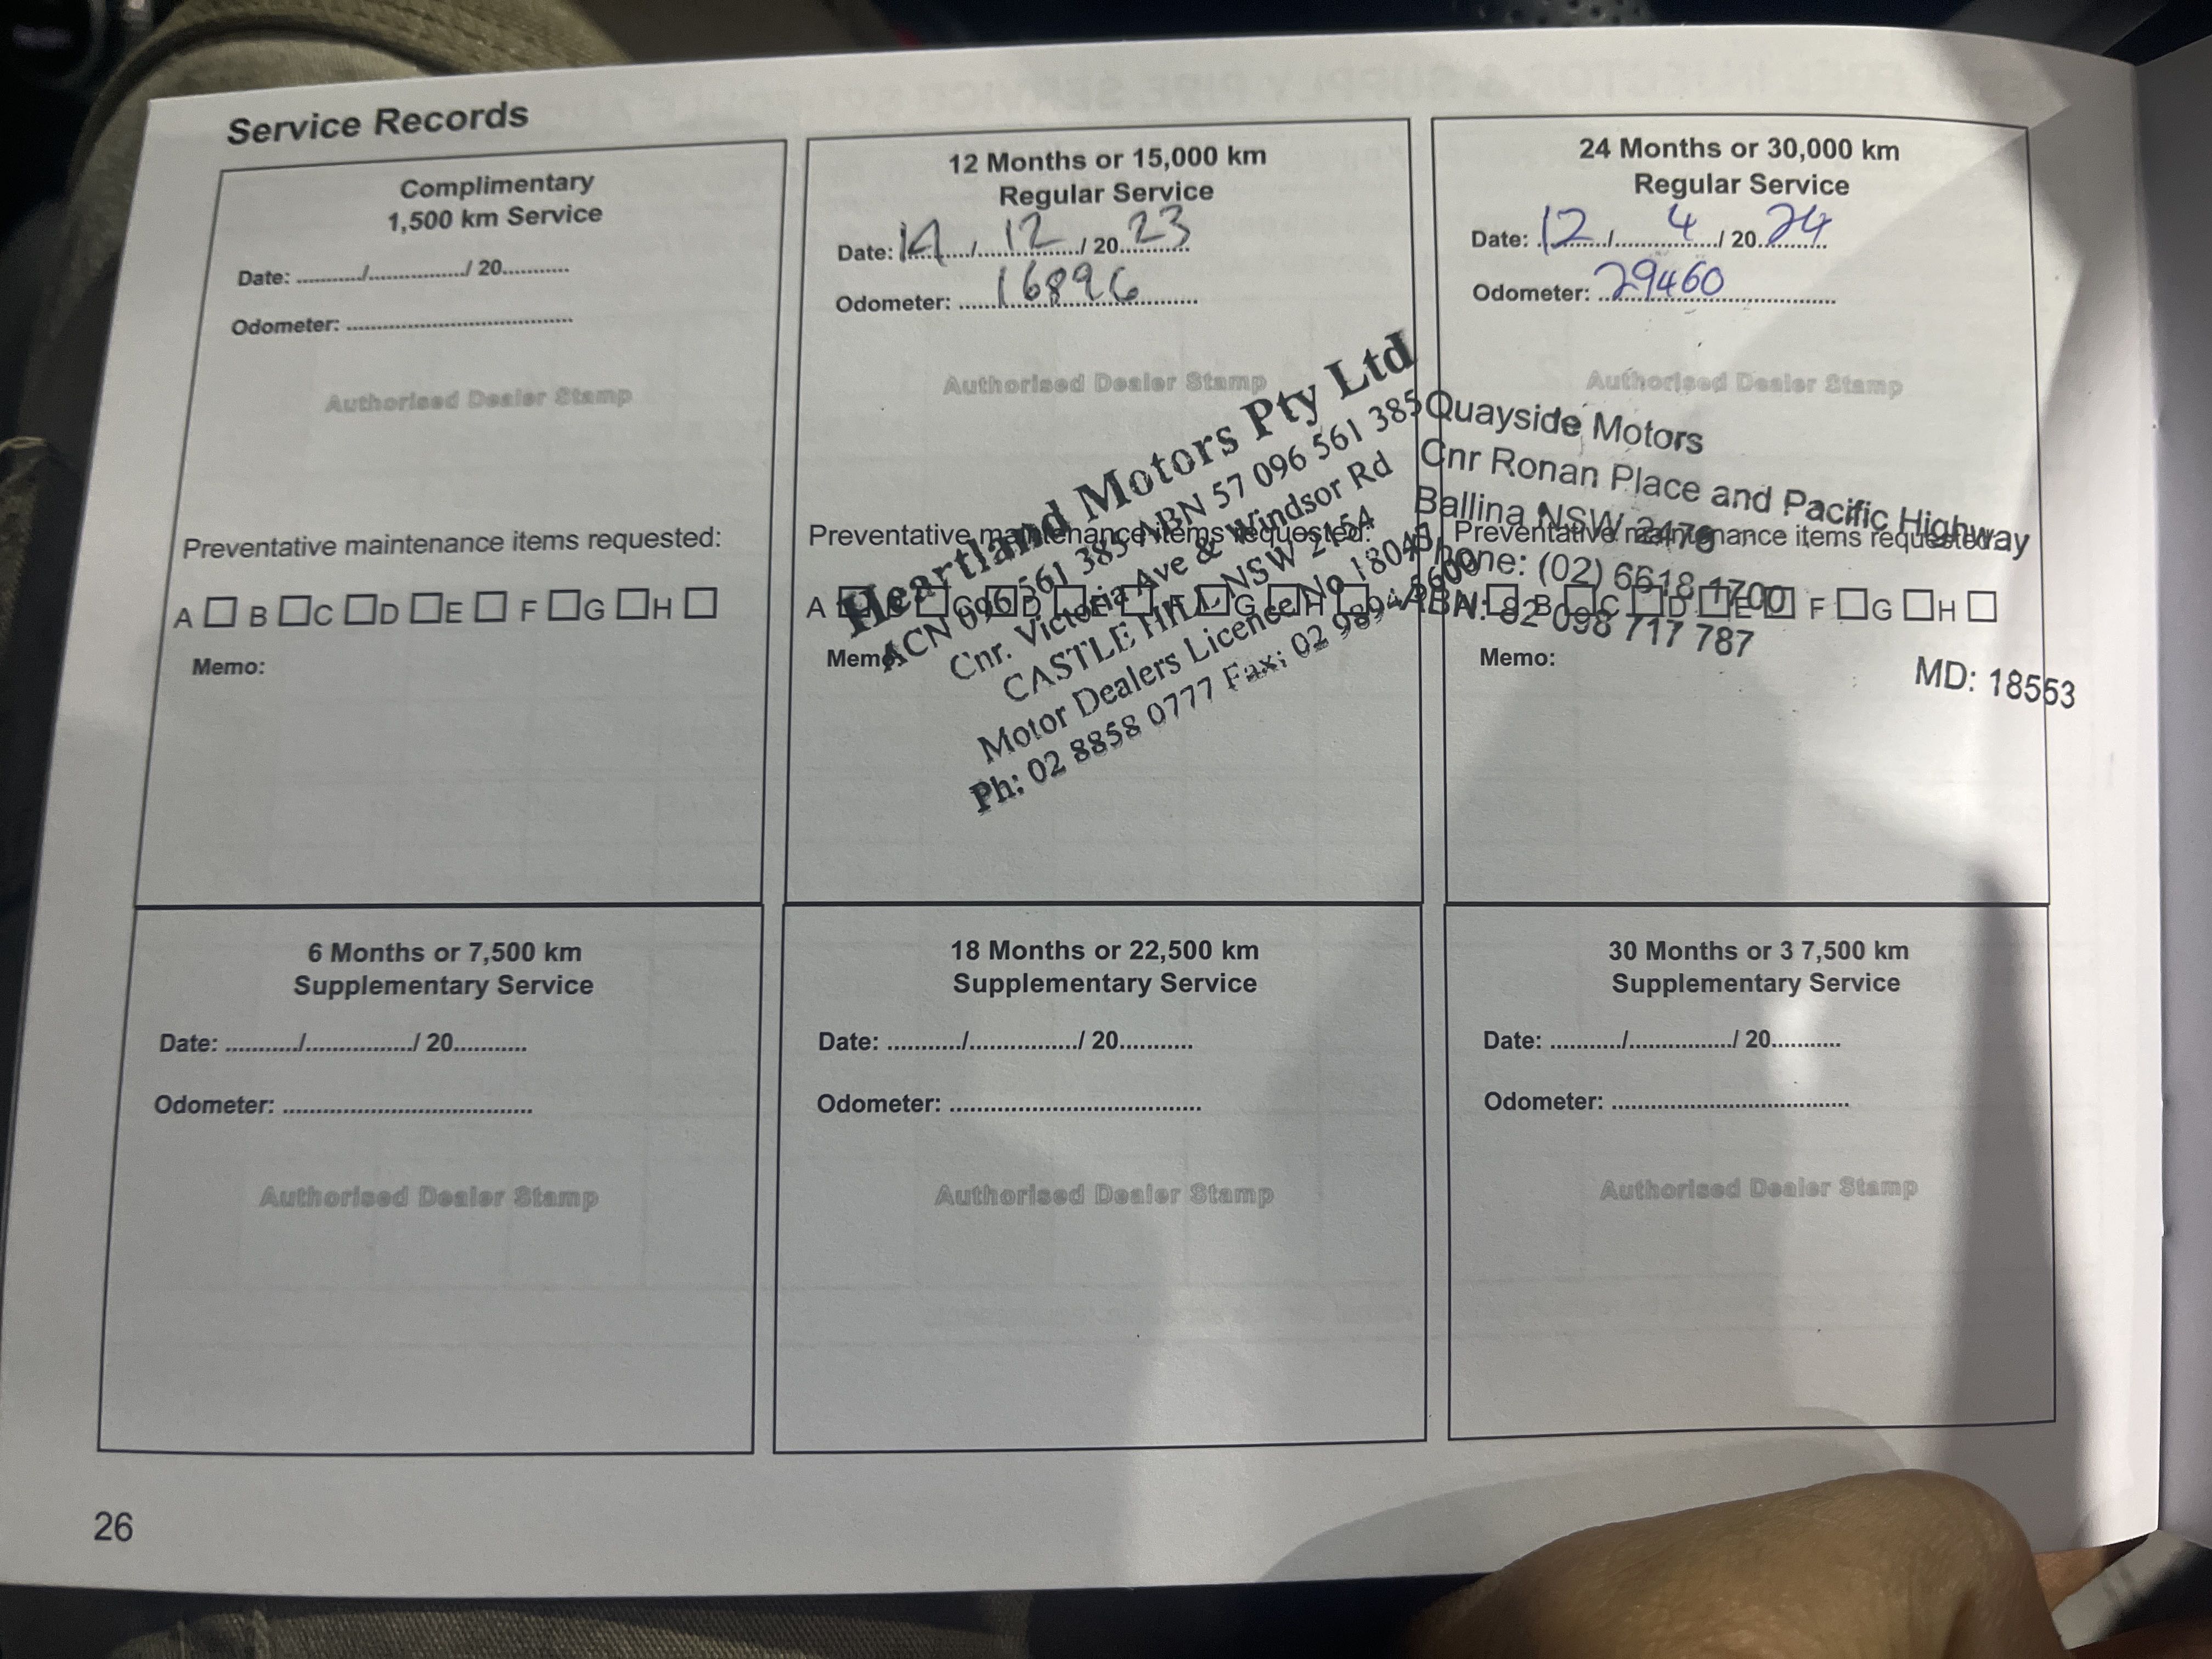 Service Records
Complimentary
1,500 km Service
Date: .........../................/ 20...........
Odometer: ......................................
Authorised Dealer Stamp
Preventative maintenance items requested:
A □ B □ C □ D □ E □ F □ G □ H □
Memo:
12 Months or 15,000 km
Regular Service
Date: 14 / 12 / 20 23
Odometer: 16896
Authorised Dealer Stamp
Heartland Motors Pty Ltd
ACN 096 561 385 ABN 57 096 561 385
Cnr. Victoria Ave & Windsor Rd
CASTLE HILL NSW 2154
Motor Dealers Licence No 18045
Ph: 02 8858 0777 Fax: 02 9894 5600
Preventative maintenance items requested:
A □ B □ C □ D □ E □ F □ G □ H □
Memo:
24 Months or 30,000 km
Regular Service
Date: 12 / 4 / 20 24
Odometer: 29460
Authorised Dealer Stamp
Quayside Motors
Cnr Ronan Place and Pacific Highway
Ballina NSW 2478
Phone: (02) 6618 1700
ABN: 82 098 717 787
MD: 18553
Preventative maintenance items requested:
A □ B □ C □ D □ E □ F □ G □ H □
Memo:
6 Months or 7,500 km
Supplementary Service
Date: .........../................/ 20...........
Odometer: ......................................
Authorised Dealer Stamp
18 Months or 22,500 km
Supplementary Service
Date: .........../................/ 20...........
Odometer: ......................................
Authorised Dealer Stamp
30 Months or 3 7,500 km
Supplementary Service
Date: .........../................/ 20...........
Odometer: ......................................
Authorised Dealer Stamp
26